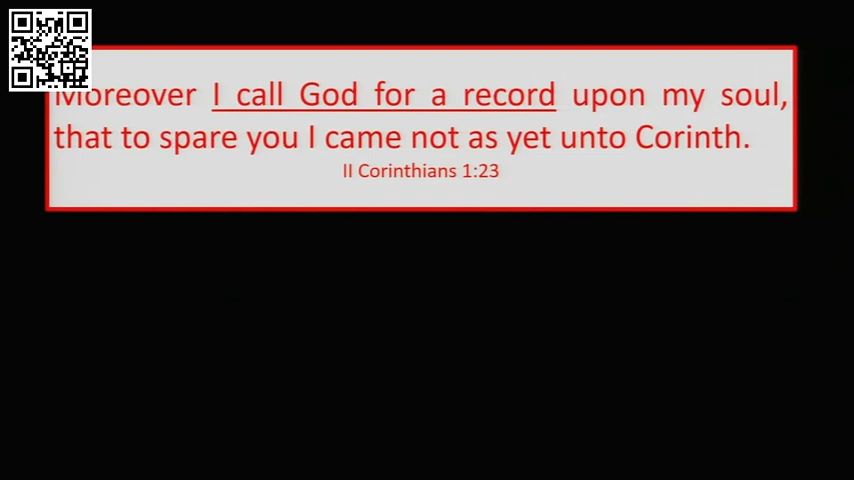 Moreover I call God for a record upon my soul,
that to spare you I came not as yet unto Corinth.
II Corinthians 1:23